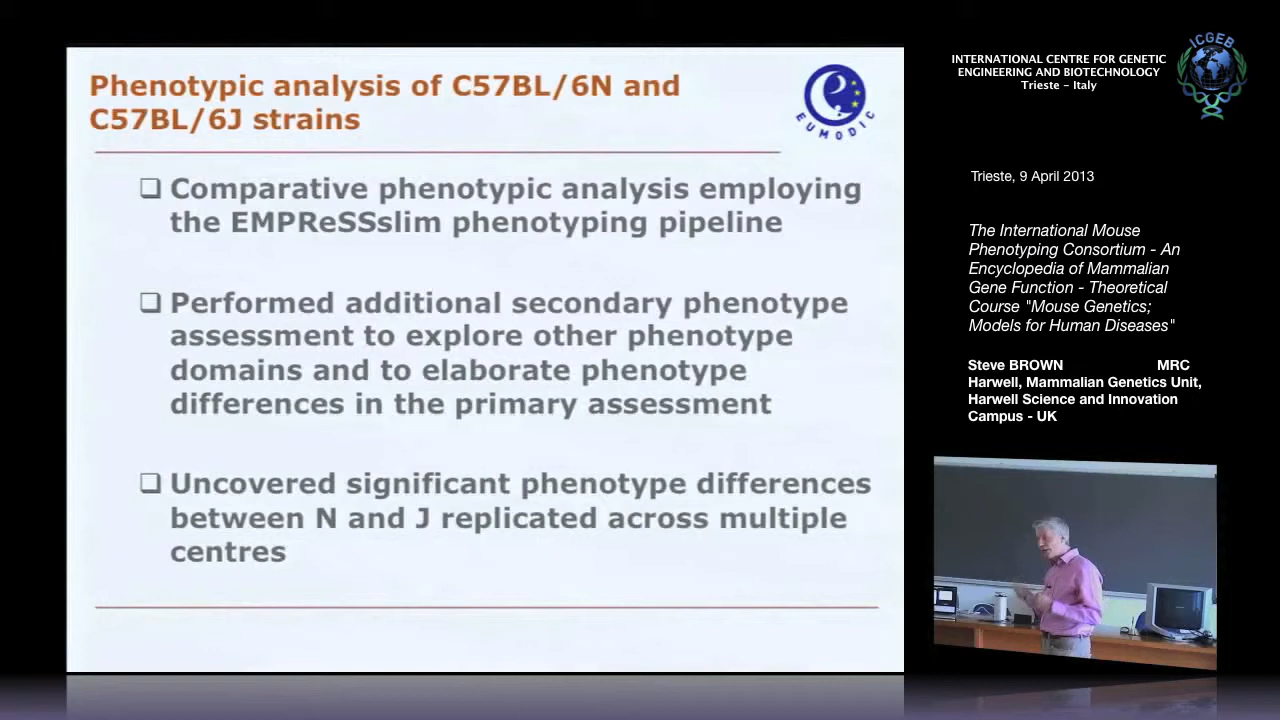 Phenotypic analysis of C57BL/6N and
C57BL/6J strains
EUMODIC
❑ Comparative phenotypic analysis employing
the EMPReSSslim phenotyping pipeline
❑ Performed additional secondary phenotype
assessment to explore other phenotype
domains and to elaborate phenotype
differences in the primary assessment
❑ Uncovered significant phenotype differences
between N and J replicated across multiple
centres
INTERNATIONAL CENTRE FOR GENETIC
ENGINEERING AND BIOTECHNOLOGY
Trieste - Italy
ICGEB
Trieste, 9 April 2013
The International Mouse
Phenotyping Consortium - An
Encyclopedia of Mammalian
Gene Function - Theoretical
Course "Mouse Genetics;
Models for Human Diseases"
Steve BROWN MRC
Harwell, Mammalian Genetics Unit,
Harwell Science and Innovation
Campus - UK